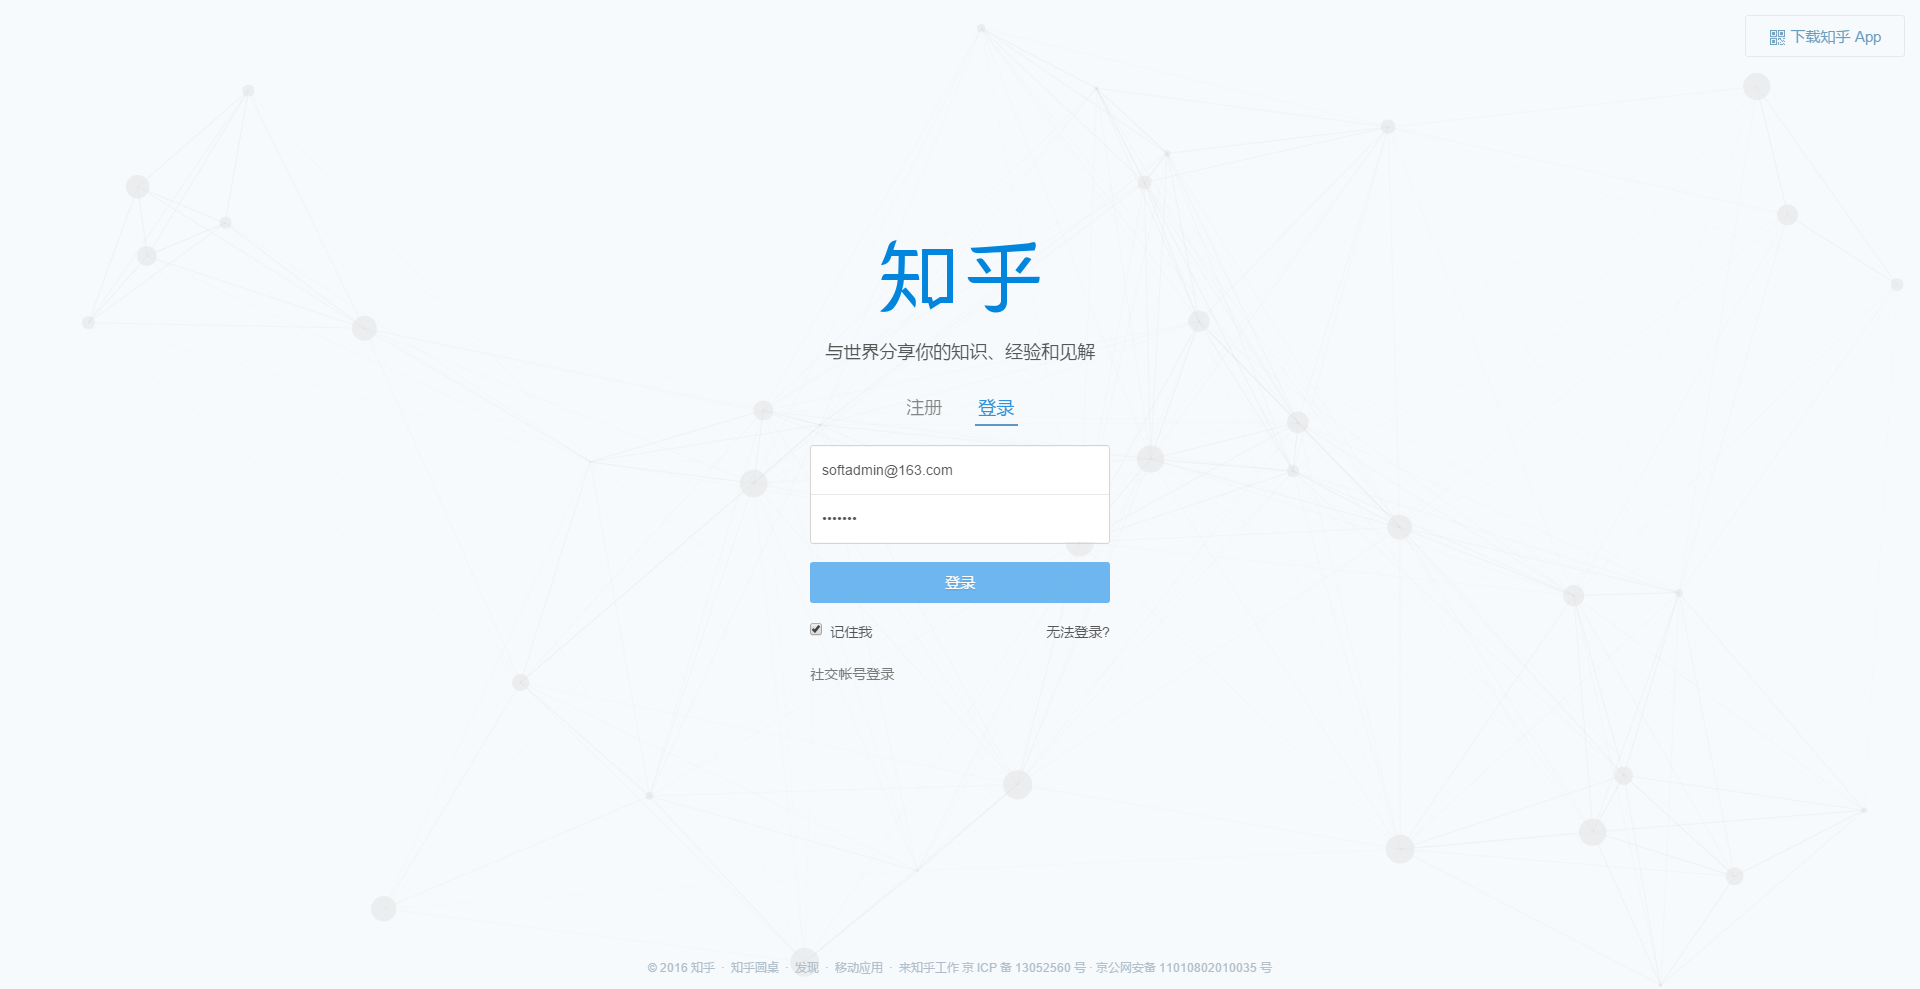 下载知乎 App
知乎
与世界分享你的知识、经验和见解
注册 登录
softadmin@163.com
•••••••
登录
记住我 无法登录?
社交帐号登录
© 2016 知乎 · 知乎圆桌 · 发现 · 移动应用 · 来知乎工作 京 ICP 备 13052560 号 · 京公网安备 11010802010035 号